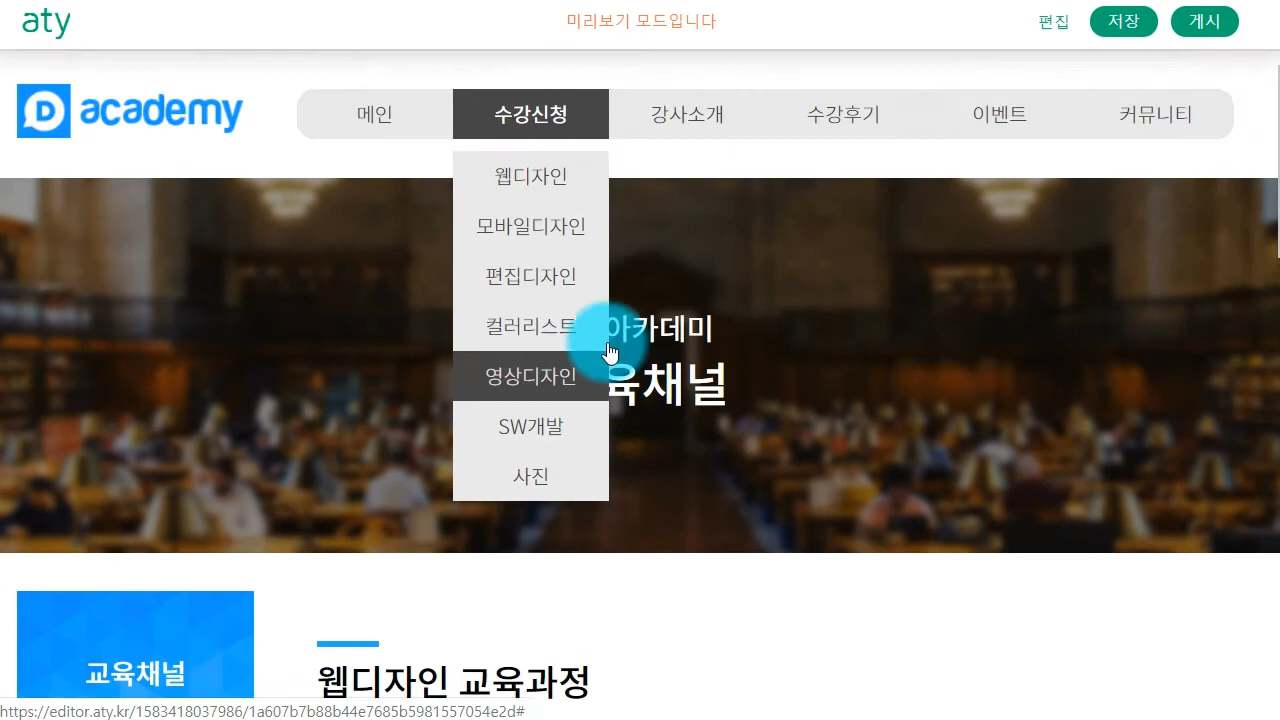 aty
미리보기 모드입니다
편집
저장
게시
D academy
메인
수강신청
강사소개
수강후기
이벤트
커뮤니티
웹디자인
모바일디자인
편집디자인
컬러리스트
영상디자인
SW개발
사진
아카데미
육채널
교육채널
웹디자인 교육과정
https://editor.aty.kr/1583418037986/1a607b7b88b44e7685b5981557054e2d#